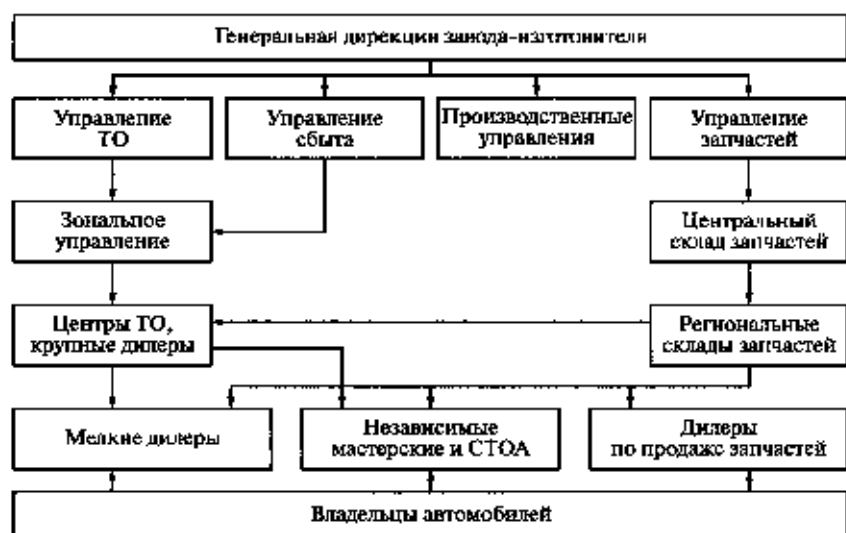 Генеральная дирекции завода-изготовителя
Управление
ТО
Управление
сбыта
Производственные
управления
Управление
запчастей
Зональное
управление
Центральный
склад запчастей
Центры ТО,
крупные дилеры
Региональные
склады запчастей
Мелкие дилеры
Независимые
мастерские и СТОА
Дилеры
по продаже запчастей
Владельцы автомобилей